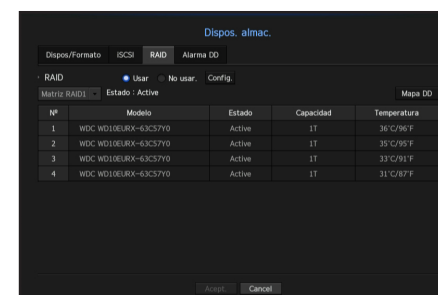 Dispos. almac.
Dispos/Formato iSCSI RAID Alarma DD
· RAID Usar No usar. Config.
Matriz RAID1 Estado : Active Mapa DD
Nº Modelo Estado Capacidad Temperatura
1 WDC WD10EURX-63C57Y0 Active 1T 36°C/96°F
2 WDC WD10EURX-63C57Y0 Active 1T 35°C/95°F
3 WDC WD10EURX-63C57Y0 Active 1T 33°C/91°F
4 WDC WD10EURX-63C57Y0 Active 1T 31°C/87°F
Acept. Cancel